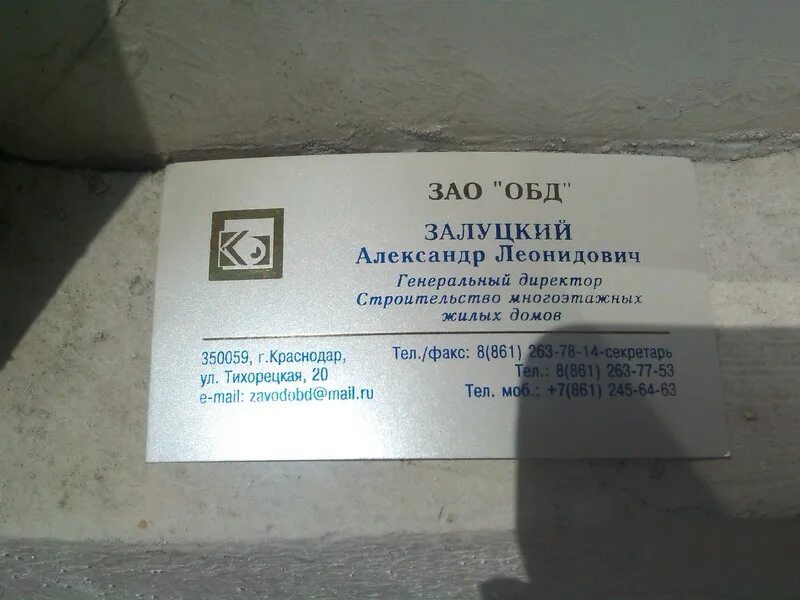 ЗАО "ОБД"
ЗАЛУЦКИЙ
Александр Леонидович
Генеральный директор
Строительство многоэтажных
жилых домов
350059, г.Краснодар,
ул. Тихорецкая, 20
e-mail: zavodobd@mail.ru
Тел./факс: 8(861) 263-78-14-секретарь
Тел.: 8(861) 263-77-53
Тел. моб.: +7(861) 245-64-63